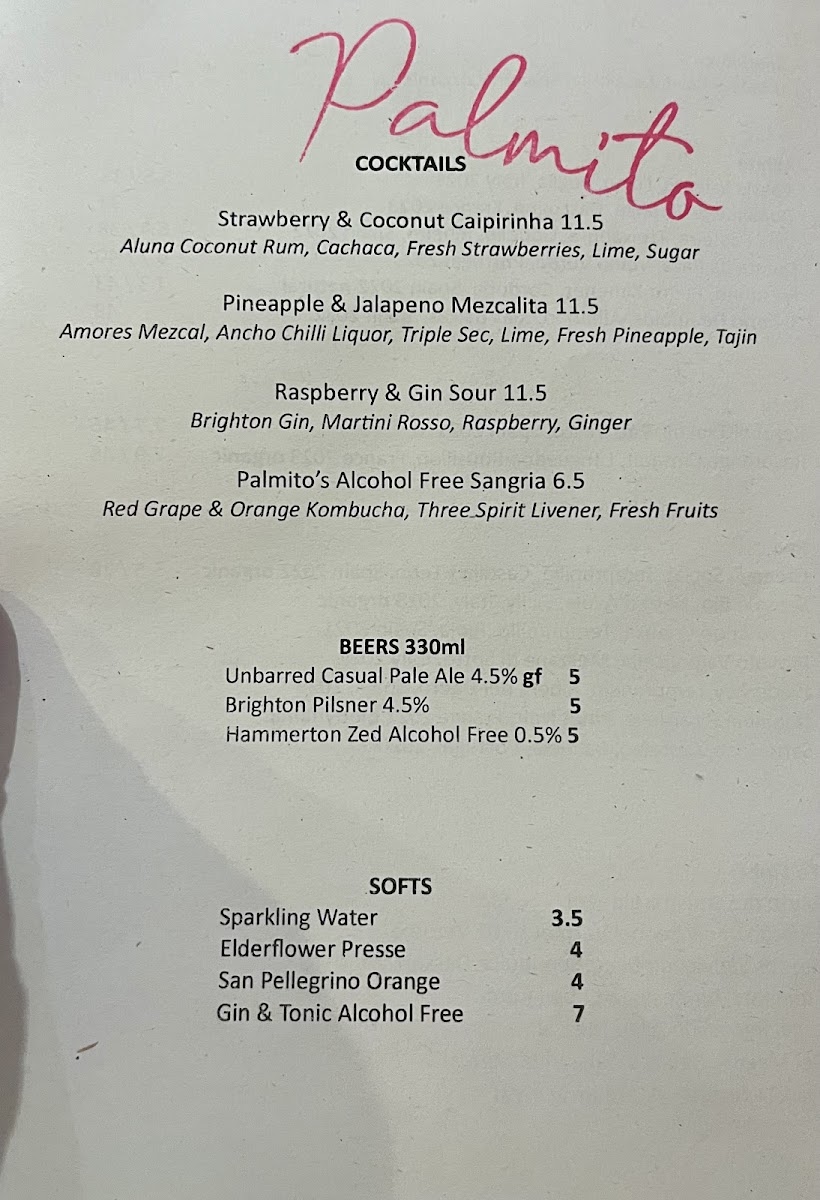 Palmito
COCKTAILS
Strawberry & Coconut Caipirinha 11.5
Aluna Coconut Rum, Cachaca, Fresh Strawberries, Lime, Sugar
Pineapple & Jalapeno Mezcalita 11.5
Amores Mezcal, Ancho Chilli Liquor, Triple Sec, Lime, Fresh Pineapple, Tajin
Raspberry & Gin Sour 11.5
Brighton Gin, Martini Rosso, Raspberry, Ginger
Palmito's Alcohol Free Sangria 6.5
Red Grape & Orange Kombucha, Three Spirit Livener, Fresh Fruits
BEERS 330ml
Unbarred Casual Pale Ale 4.5% gf 5
Brighton Pilsner 4.5% 5
Hammerton Zed Alcohol Free 0.5% 5
SOFTS
Sparkling Water 3.5
Elderflower Presse 4
San Pellegrino Orange 4
Gin & Tonic Alcohol Free 7